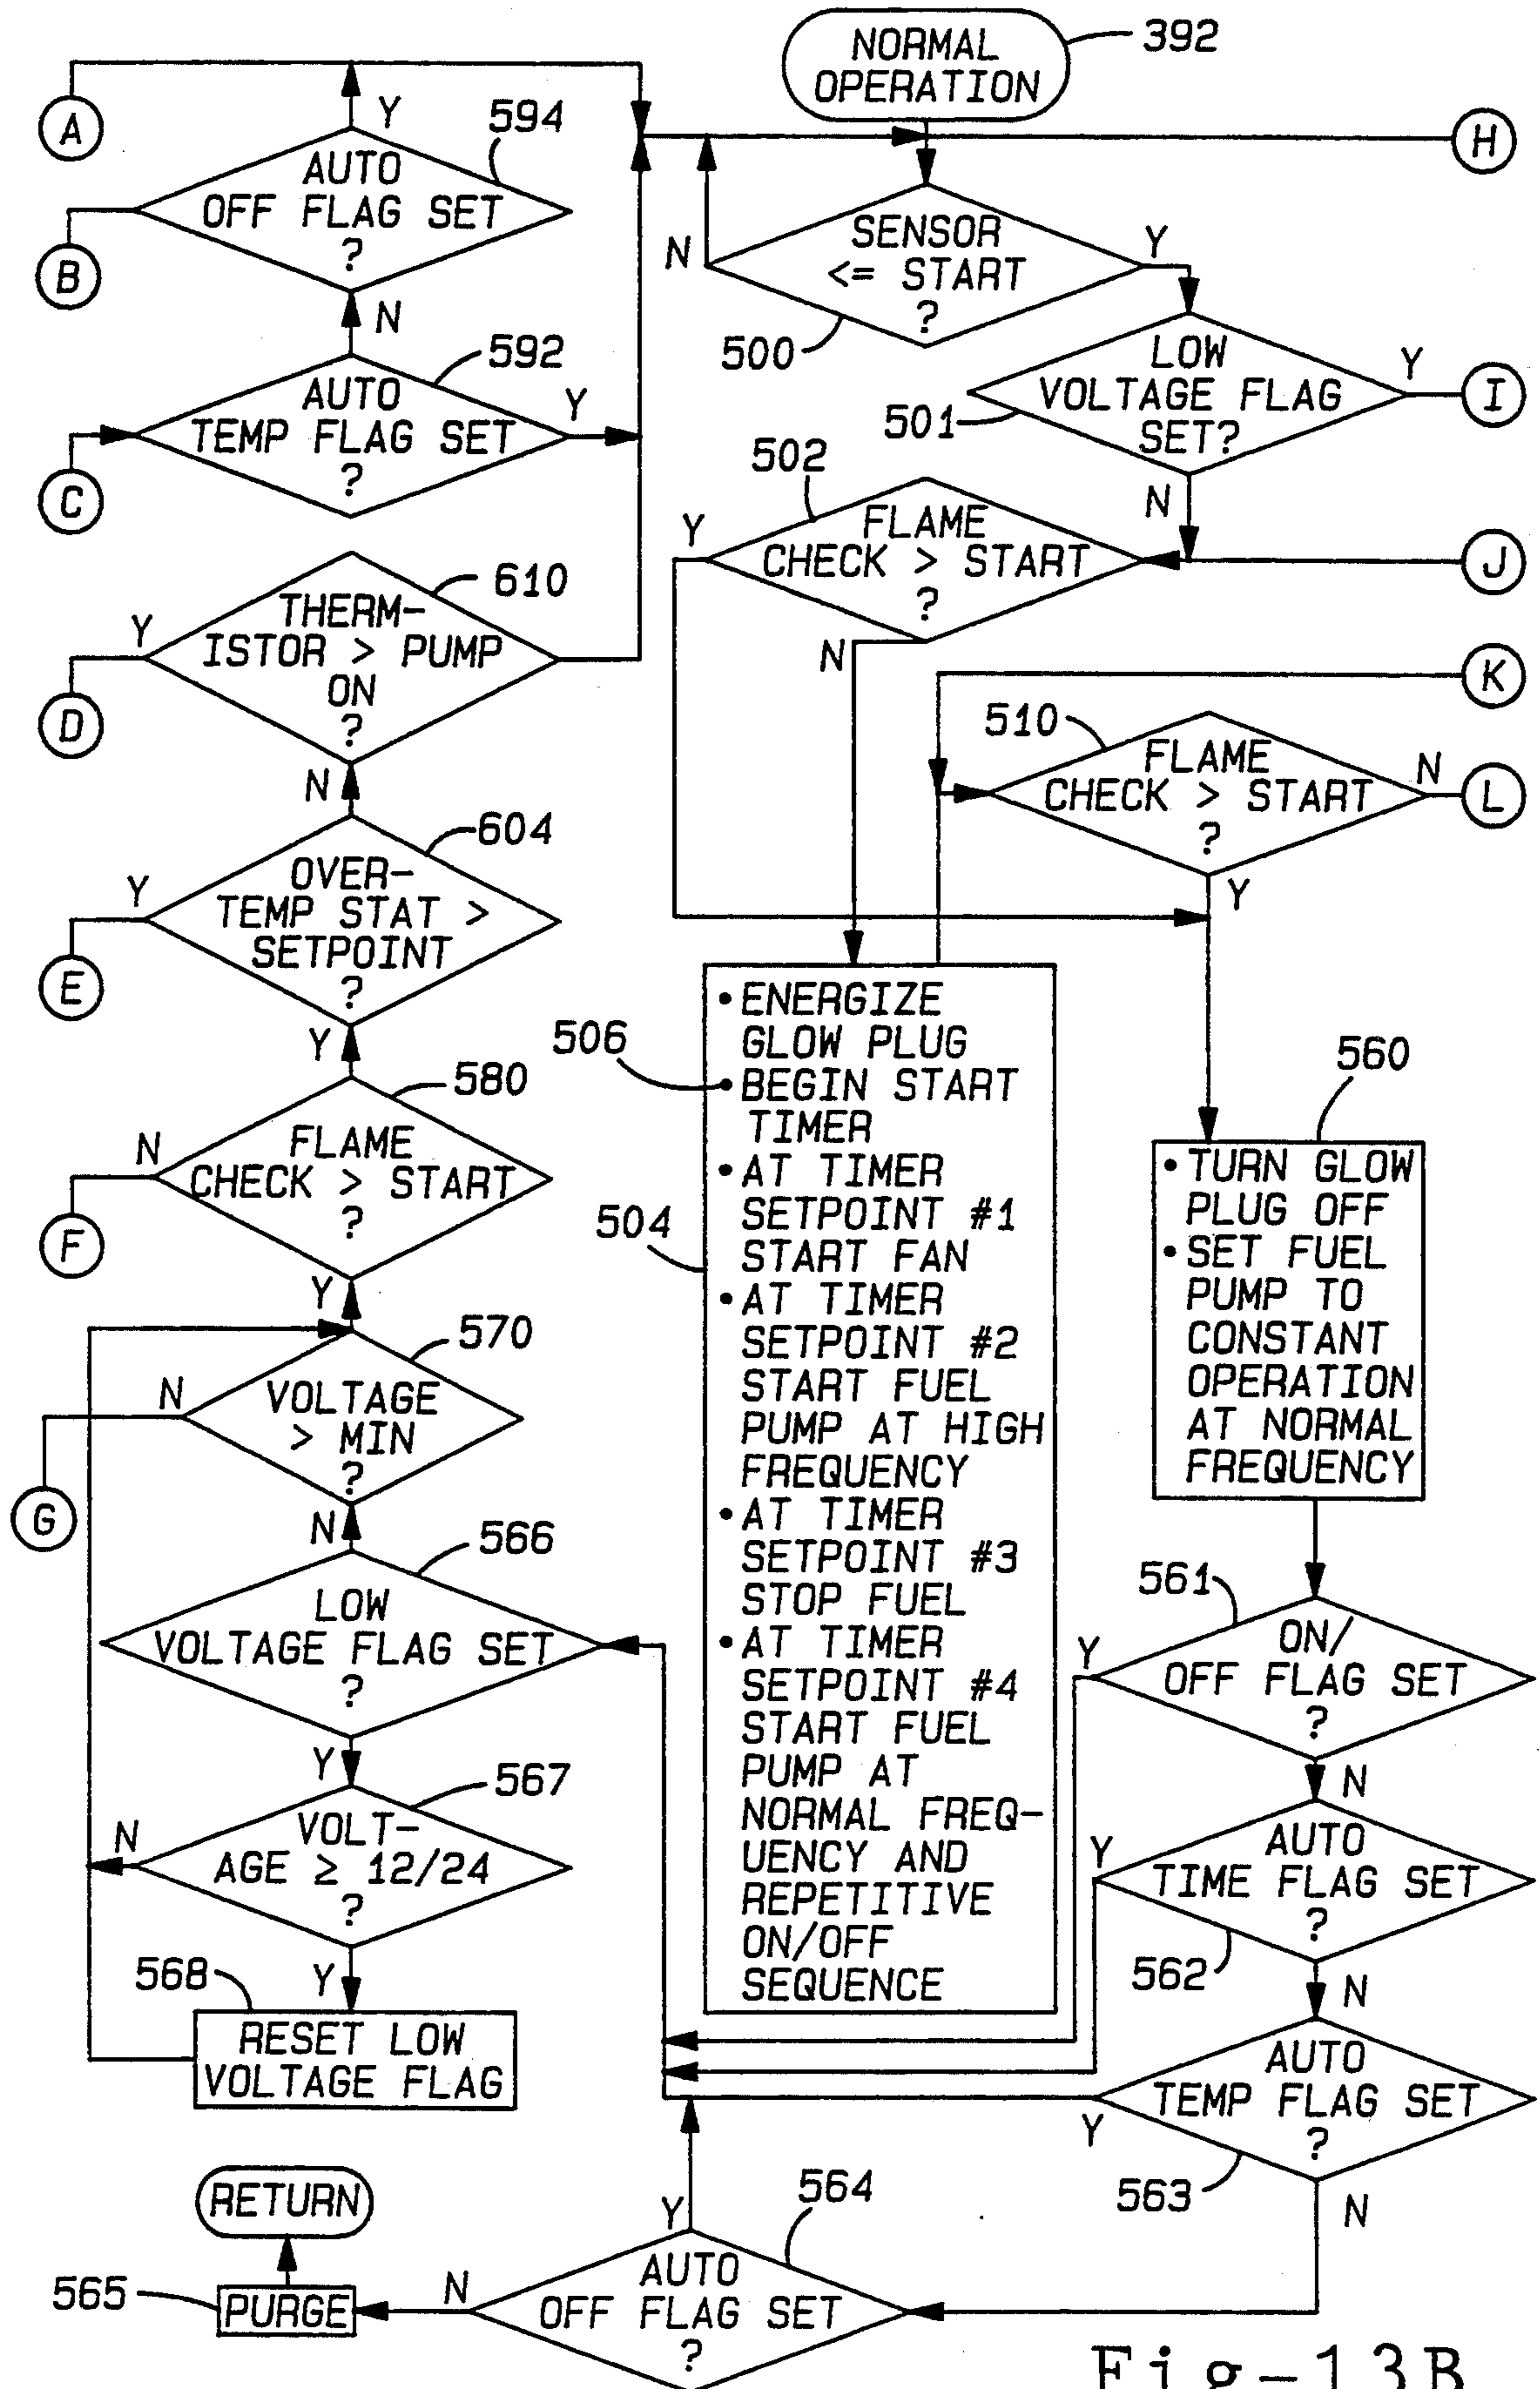 NORMAL
OPERATION
392
A
Y
594
H
AUTO
OFF FLAG SET
?
B
N
SENSOR
<= START
?
Y
500
N
592
AUTO
TEMP FLAG SET
?
Y
C
LOW
VOLTAGE FLAG
SET?
Y
I
501
N
502
Y
FLAME
CHECK > START
?
J
N
610
THERM-
ISTOR > PUMP
ON
?
Y
D
N
K
510
FLAME
CHECK > START
?
N
L
Y
604
OVER-
TEMP STAT >
SETPOINT
?
Y
E
Y
580
FLAME
CHECK > START
?
N
F
Y
506
504
• ENERGIZE
GLOW PLUG
• BEGIN START
TIMER
• AT TIMER
SETPOINT #1
START FAN
• AT TIMER
SETPOINT #2
START FUEL
PUMP AT HIGH
FREQUENCY
• AT TIMER
SETPOINT #3
STOP FUEL
• AT TIMER
SETPOINT #4
START FUEL
PUMP AT
NORMAL FREQ-
UENCY AND
REPETITIVE
ON/OFF
SEQUENCE
560
• TURN GLOW
PLUG OFF
• SET FUEL
PUMP TO
CONSTANT
OPERATION
AT NORMAL
FREQUENCY
570
VOLTAGE
> MIN
?
N
G
N
566
LOW
VOLTAGE FLAG SET
?
Y
567
VOLT-
AGE ≥ 12/24
?
N
Y
568
RESET LOW
VOLTAGE FLAG
561
ON/
OFF FLAG SET
?
Y
N
AUTO
TIME FLAG SET
?
Y
562
N
AUTO
TEMP FLAG SET
?
Y
563
N
564
AUTO
OFF FLAG SET
?
Y
N
RETURN
565
PURGE
Fig-13B